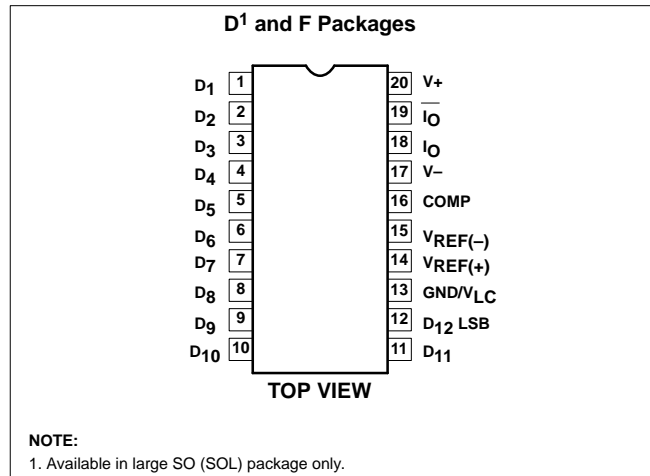 D1 and F Packages
D1 1 20 V+
D2 2 19 IO
D3 3 18 IO
D4 4 17 V–
D5 5 16 COMP
D6 6 15 VREF(–)
D7 7 14 VREF(+)
D8 8 13 GND/VLC
D9 9 12 D12 LSB
D10 10 11 D11
TOP VIEW
NOTE:
1. Available in large SO (SOL) package only.